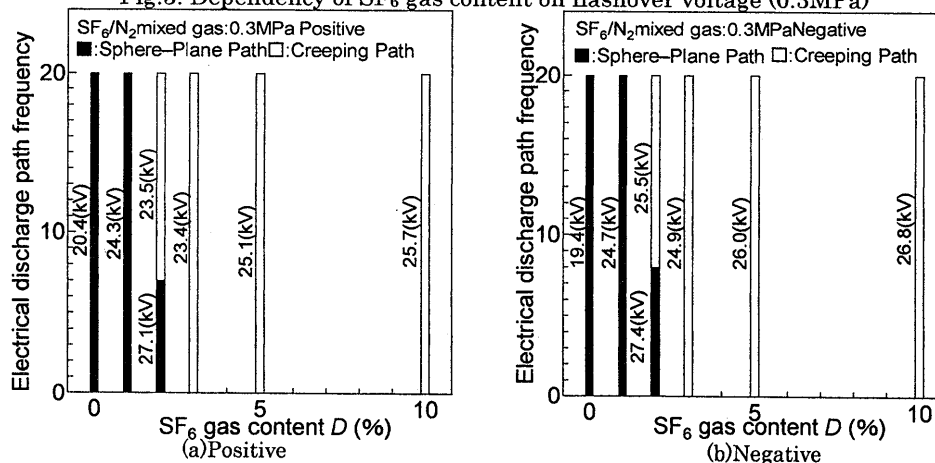 Fig.3. Dependency of SF6 gas content on flashover voltage (0.3MPa)
SF6/N2mixed gas:0.3MPa Positive
■:Sphere–Plane Path□:Creeping Path
Electrical discharge path frequency
20
10
0
20.4(kV)
24.3(kV)
23.5(kV)
27.1(kV)
23.4(kV)
25.1(kV)
25.7(kV)
0
5
10
SF6 gas content D (%)
(a)Positive
SF6/N2mixed gas:0.3MPaNegative
■:Sphere–Plane Path □:Creeping Path
Electrical discharge path frequency
20
10
0
19.4(kV)
24.7(kV)
25.5(kV)
27.4(kV)
24.9(kV)
26.0(kV)
26.8(kV)
0
5
10
SF6 gas content D (%)
(b)Negative